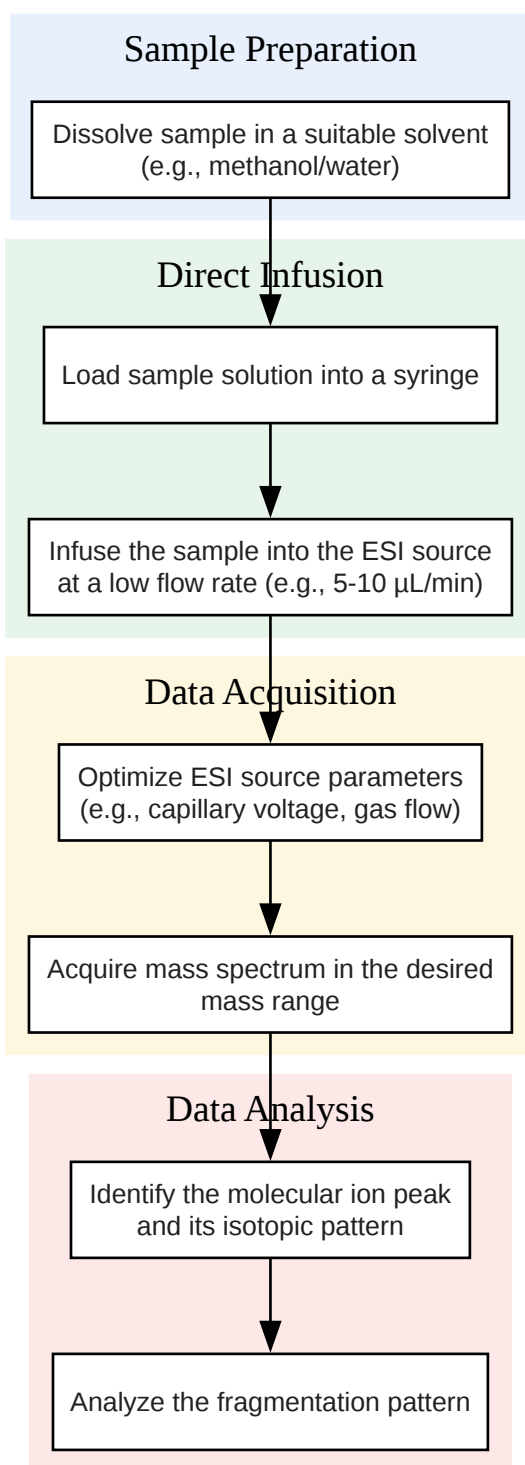 Sample Preparation
Dissolve sample in a suitable solvent
(e.g., methanol/water)
Direct Infusion
Load sample solution into a syringe
Infuse the sample into the ESI source
at a low flow rate (e.g., 5-10 µL/min)
Data Acquisition
Optimize ESI source parameters
(e.g., capillary voltage, gas flow)
Acquire mass spectrum in the desired
mass range
Data Analysis
Identify the molecular ion peak
and its isotopic pattern
Analyze the fragmentation pattern